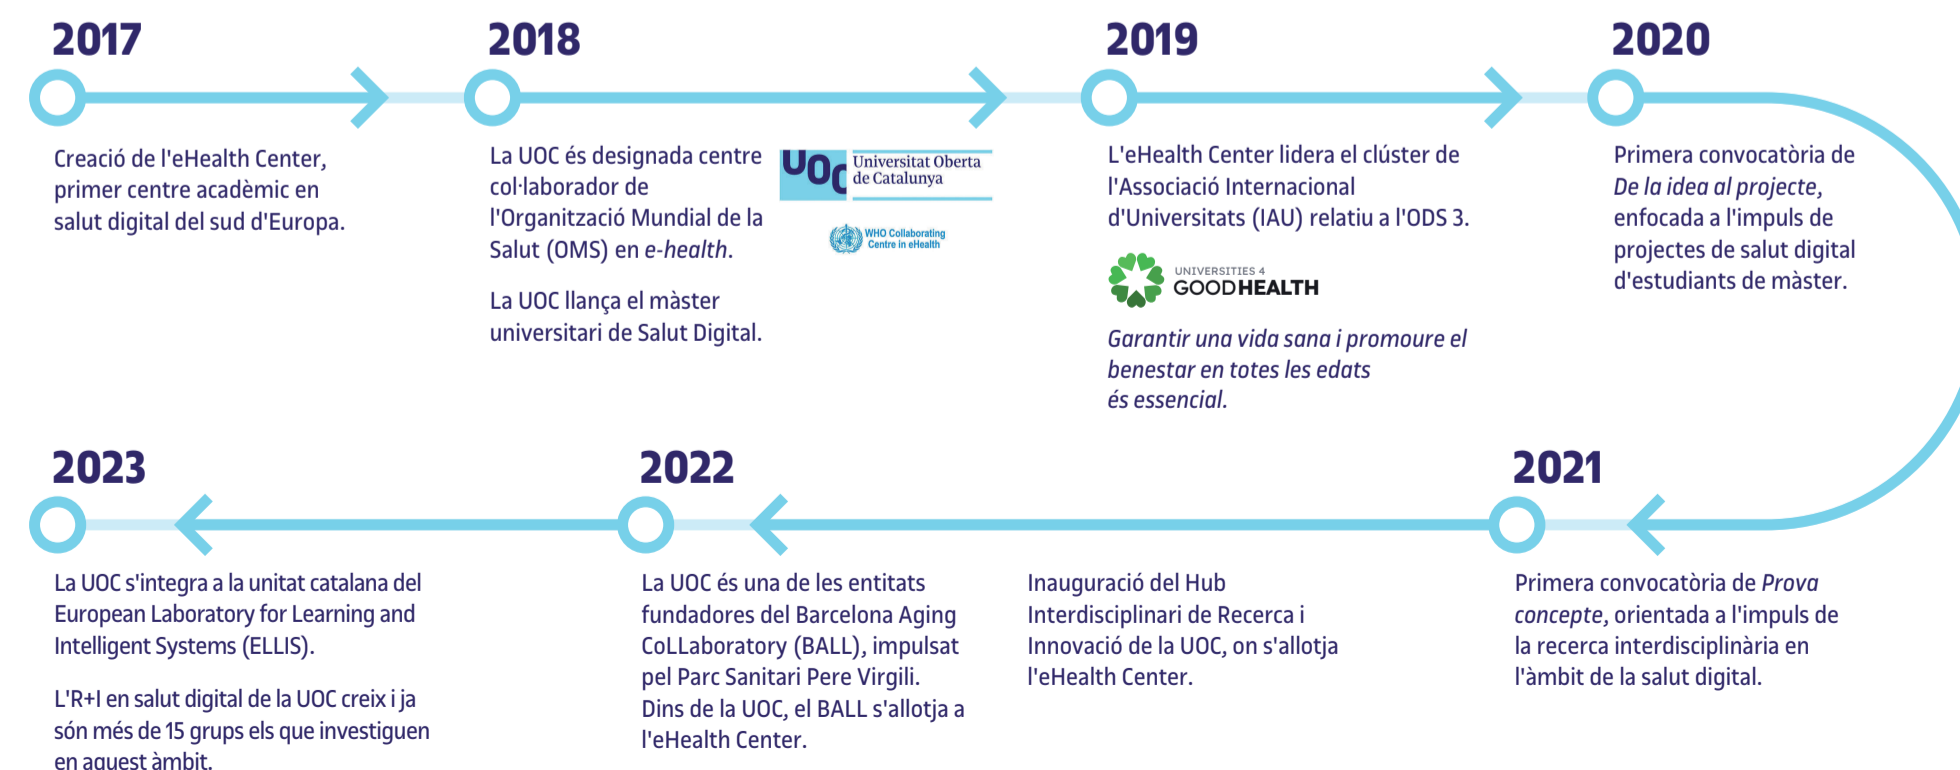 2017
Creació de l'eHealth Center,
primer centre acadèmic en
salut digital del sud d'Europa.
2018
La UOC és designada centre
col·laborador de
l'Organització Mundial de la
Salut (OMS) en e-health.
La UOC llança el màster
universitari de Salut Digital.
UOC
Universitat Oberta
de Catalunya
WHO Collaborating
Centre in eHealth
2019
L'eHealth Center lidera el clúster de
l'Associació Internacional
d'Universitats (IAU) relatiu a l'ODS 3.
UNIVERSITIES 4
GOODHEALTH
Garantir una vida sana i promoure el
benestar en totes les edats
és essencial.
2020
Primera convocatòria de
De la idea al projecte,
enfocada a l'impuls de
projectes de salut digital
d'estudiants de màster.
2021
Primera convocatòria de Prova
concepte, orientada a l'impuls de
la recerca interdisciplinària en
l'àmbit de la salut digital.
2022
La UOC és una de les entitats
fundadores del Barcelona Aging
CoLLaboratory (BALL), impulsat
pel Parc Sanitari Pere Virgili.
Dins de la UOC, el BALL s'allotja a
l'eHealth Center.
Inauguració del Hub
Interdisciplinari de Recerca i
Innovació de la UOC, on s'allotja
l'eHealth Center.
2023
La UOC s'integra a la unitat catalana del
European Laboratory for Learning and
Intelligent Systems (ELLIS).
L'R+I en salut digital de la UOC creix i ja
són més de 15 grups els que investiguen
en aquest àmbit.